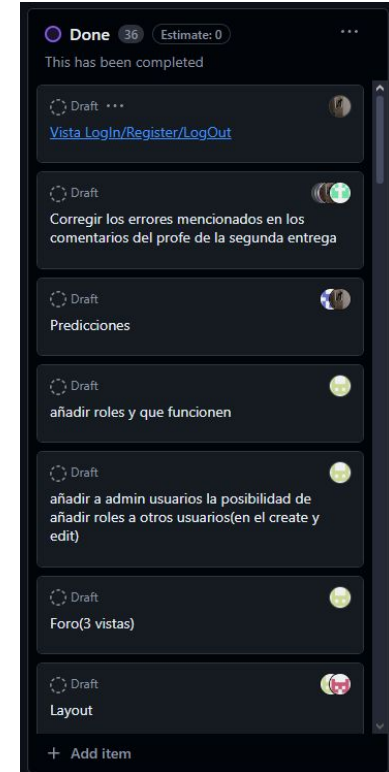 Done 36 Estimate: 0 ...
This has been completed
Draft ...
Vista LogIn/Register/LogOut
Draft
Corregir los errores mencionados en los
comentarios del profe de la segunda entrega
Draft
Predicciones
Draft
añadir roles y que funcionen
Draft
añadir a admin usuarios la posibilidad de
añadir roles a otros usuarios(en el create y
edit)
Draft
Foro(3 vistas)
Draft
Layout
+ Add item